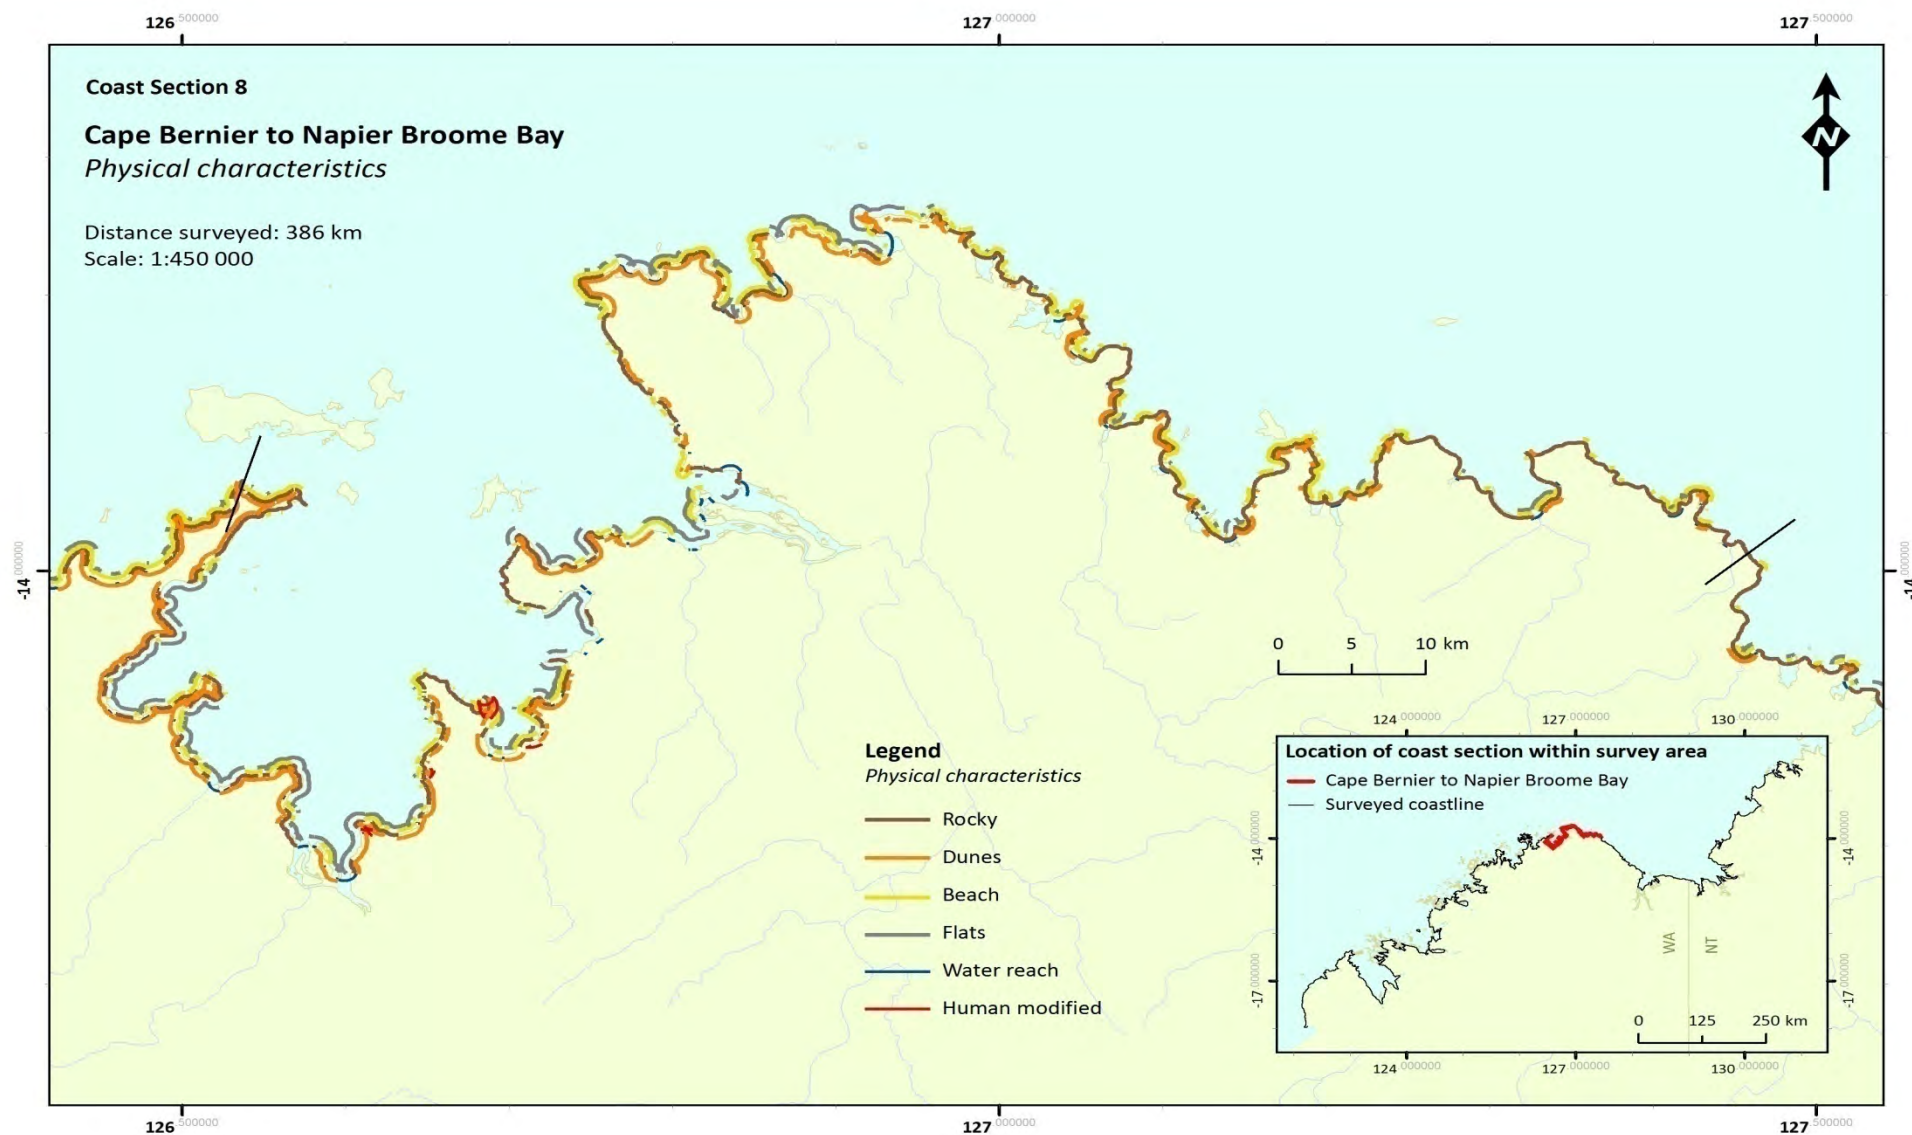 126.500000
127.000000
127.500000
Coast Section 8
Cape Bernier to Napier Broome Bay
Physical characteristics
Distance surveyed: 386 km
Scale: 1:450 000
N
-14.000000
-14.000000
0 5 10 km
Legend
Physical characteristics
Rocky
Dunes
Beach
Flats
Water reach
Human modified
124.000000 127.000000 130.000000
Location of coast section within survey area
Cape Bernier to Napier Broome Bay
Surveyed coastline
-14.000000
-14.000000
WA
NT
-17.000000
-17.000000
0 125 250 km
124.000000 127.000000 130.000000
126.500000
127.000000
127.500000